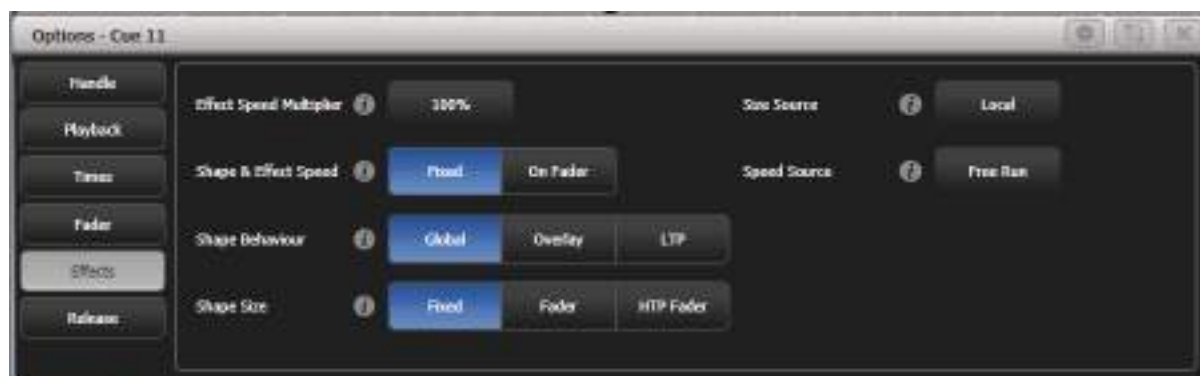 Options - Cue 11
Handle
Playback
Times
Fader
Effects
Release
Effect Speed Multiplier 100% Size Source Local
Shape & Effect Speed Fixed On Fader Speed Source Free Run
Shape Behaviour Global Overlay LTP
Shape Size Fixed Fader HTP Fader